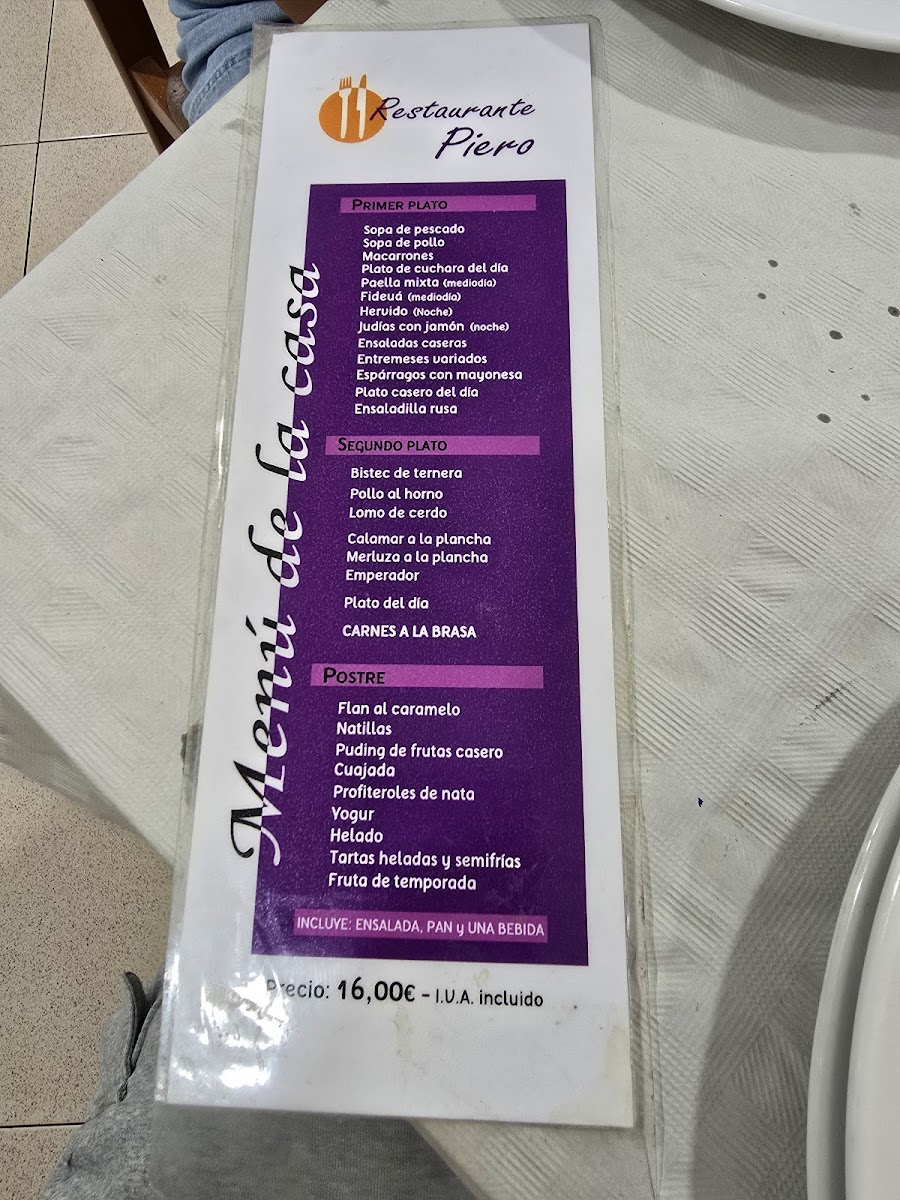 Restaurante
Piero
Menú de la casa
PRIMER PLATO
Sopa de pescado
Sopa de pollo
Macarrones
Plato de cuchara del día
Paella mixta (mediodía)
Fideuá (mediodía)
Hervido (Noche)
Judías con jamón (noche)
Ensaladas caseras
Entremeses variados
Espárragos con mayonesa
Plato casero del día
Ensaladilla rusa
SEGUNDO PLATO
Bistec de ternera
Pollo al horno
Lomo de cerdo
Calamar a la plancha
Merluza a la plancha
Emperador
Plato del día
CARNES A LA BRASA
POSTRE
Flan al caramelo
Natillas
Puding de frutas casero
Cuajada
Profiteroles de nata
Yogur
Helado
Tartas heladas y semifrías
Fruta de temporada
INCLUYE: ENSALADA, PAN y UNA BEBIDA
Precio: 16,00€ - I.V.A. incluido